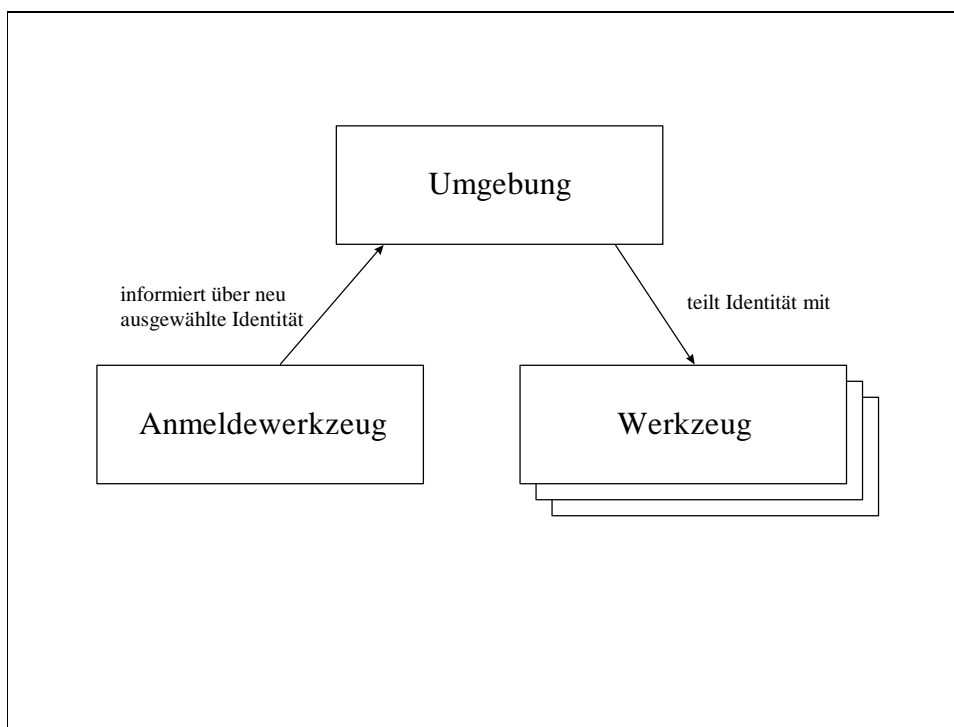 Umgebung
informiert über neu
ausgewählte Identität
teilt Identität mit
Anmeldewerkzeug
Werkzeug